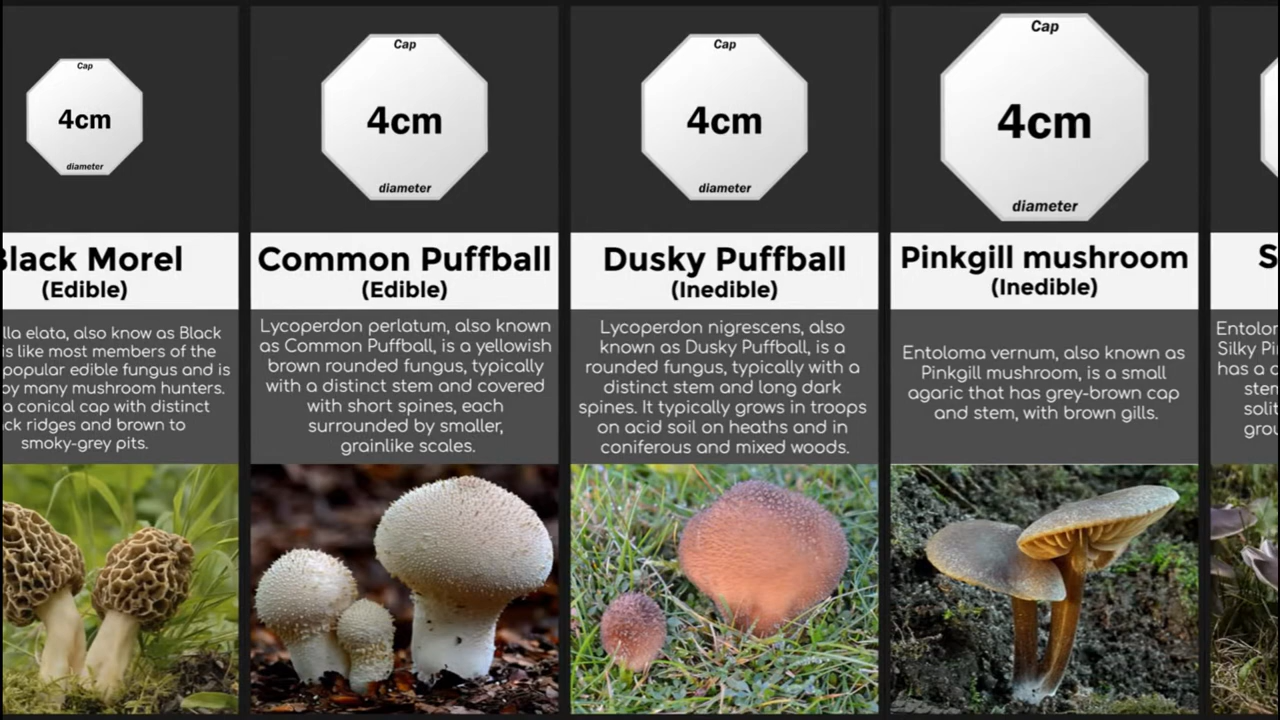 Cap
4cm
diameter
Black Morel
(Edible)
lla elata, also know as Black
is like most members of the
popular edible fungus and is
by many mushroom hunters.
a conical cap with distinct
ck ridges and brown to
smoky-grey pits.
Cap
4cm
diameter
Common Puffball
(Edible)
Lycoperdon perlatum, also known
as Common Puffball, is a yellowish
brown rounded fungus, typically
with a distinct stem and covered
with short spines, each
surrounded by smaller,
grainlike scales.
Cap
4cm
diameter
Dusky Puffball
(Inedible)
Lycoperdon nigrescens, also
known as Dusky Puffball, is a
rounded fungus, typically with a
distinct stem and long dark
spines. It typically grows in troops
on acid soil on heaths and in
coniferous and mixed woods.
Cap
4cm
diameter
Pinkgill mushroom
(Inedible)
Entoloma vernum, also known as
Pinkgill mushroom, is a small
agaric that has grey-brown cap
and stem, with brown gills.
S
Entolor
Silky Pi
has a c
stem
solit
grou